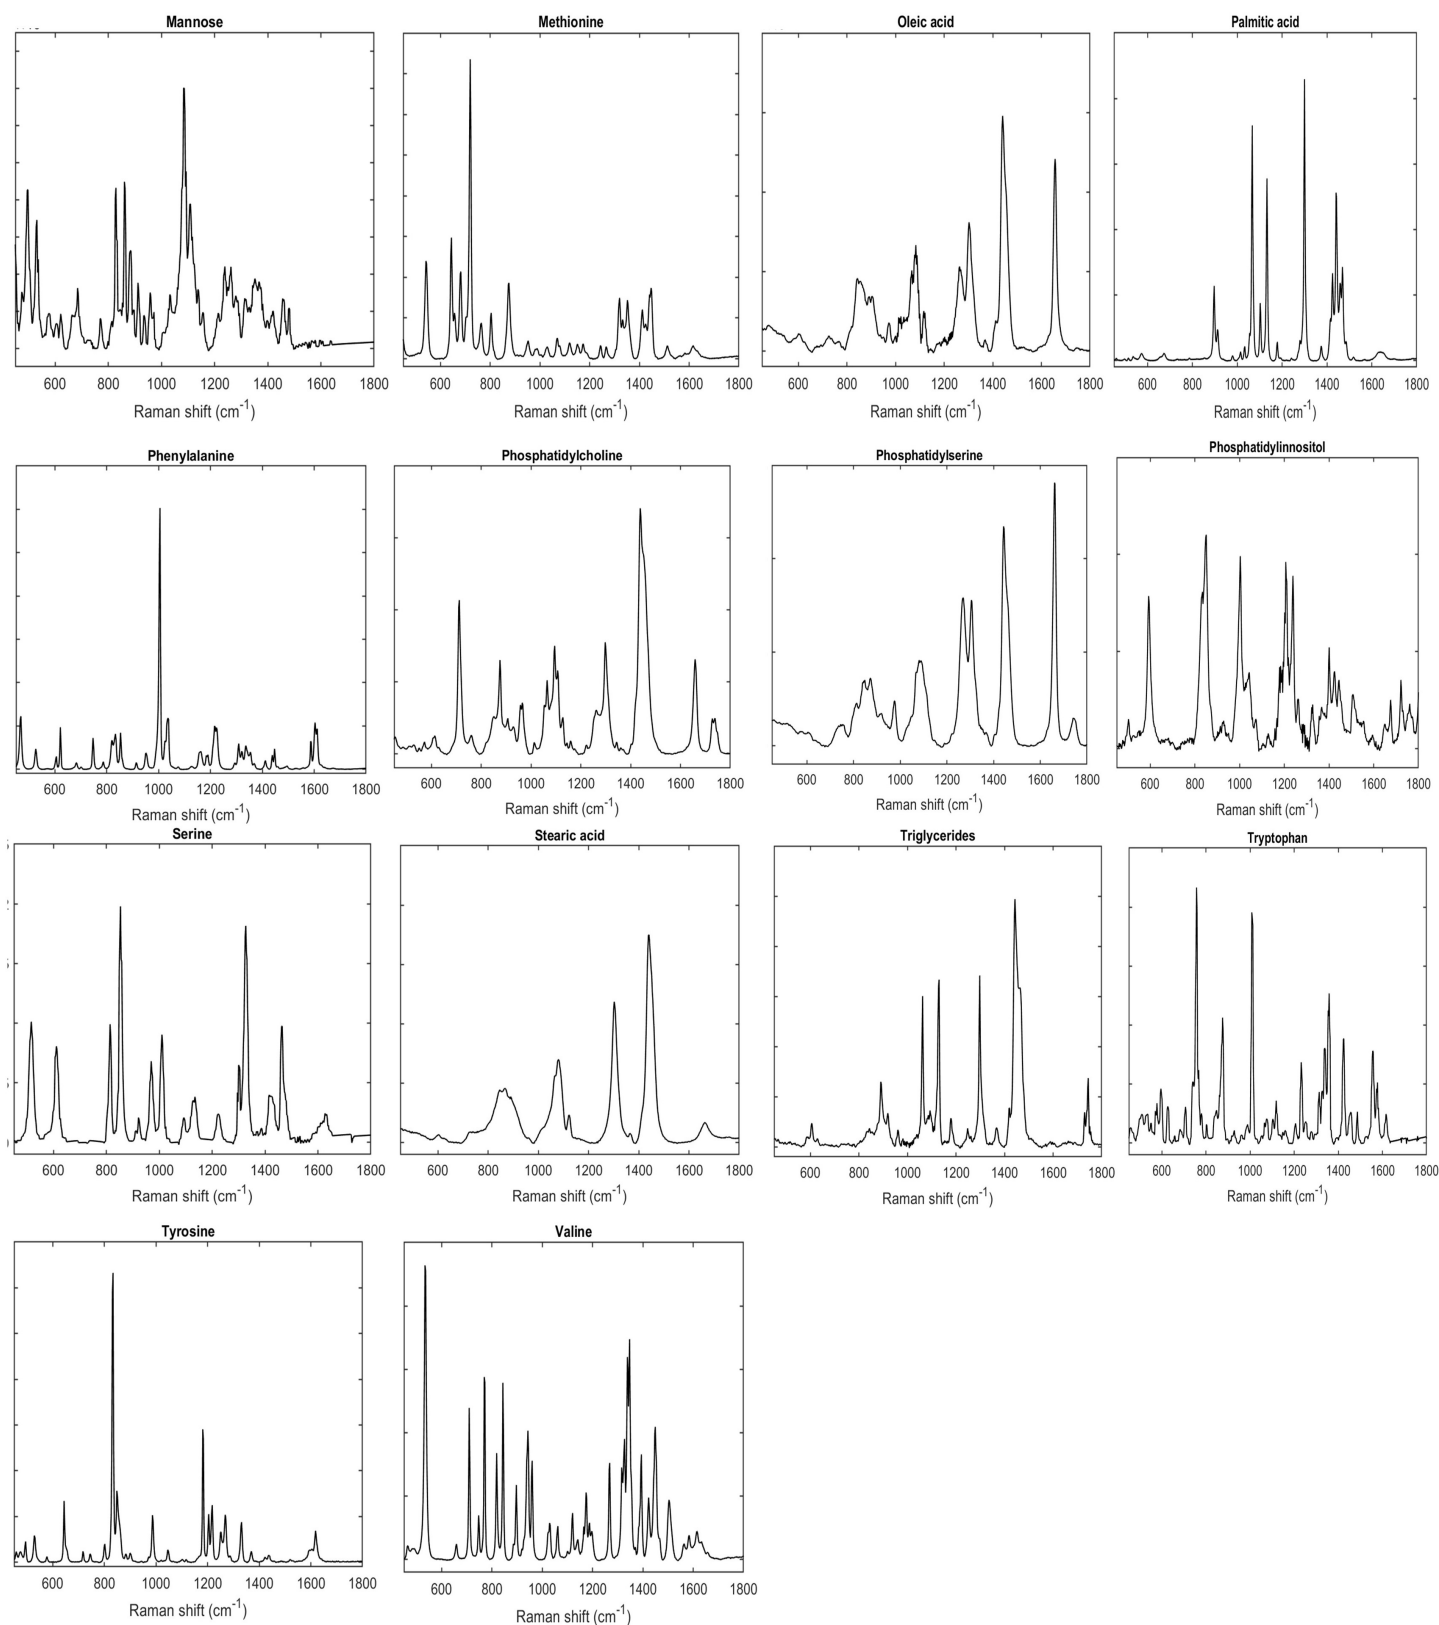 Mannose
Methionine
Oleic acid
Palmitic acid
600 800 1000 1200 1400 1600 1800
600 800 1000 1200 1400 1600 1800
600 800 1000 1200 1400 1600 1800
600 800 1000 1200 1400 1600 1800
Raman shift (cm-1)
Raman shift (cm-1)
Raman shift (cm-1)
Raman shift (cm-1)
Phenylalanine
Phosphatidylcholine
Phosphatidylserine
Phosphatidylinnositol
600 800 1000 1200 1400 1600 1800
600 800 1000 1200 1400 1600 1800
600 800 1000 1200 1400 1600 1800
600 800 1000 1200 1400 1600 1800
Raman shift (cm-1)
Raman shift (cm-1)
Raman shift (cm-1)
Raman shift (cm-1)
Serine
Stearic acid
Triglycerides
Tryptophan
600 800 1000 1200 1400 1600 1800
600 800 1000 1200 1400 1600 1800
600 800 1000 1200 1400 1600 1800
600 800 1000 1200 1400 1600 1800
Raman shift (cm-1)
Raman shift (cm-1)
Raman shift (cm-1)
Raman shift (cm-1)
Tyrosine
Valine
600 800 1000 1200 1400 1600 1800
600 800 1000 1200 1400 1600 1800
Raman shift (cm-1)
Raman shift (cm-1)